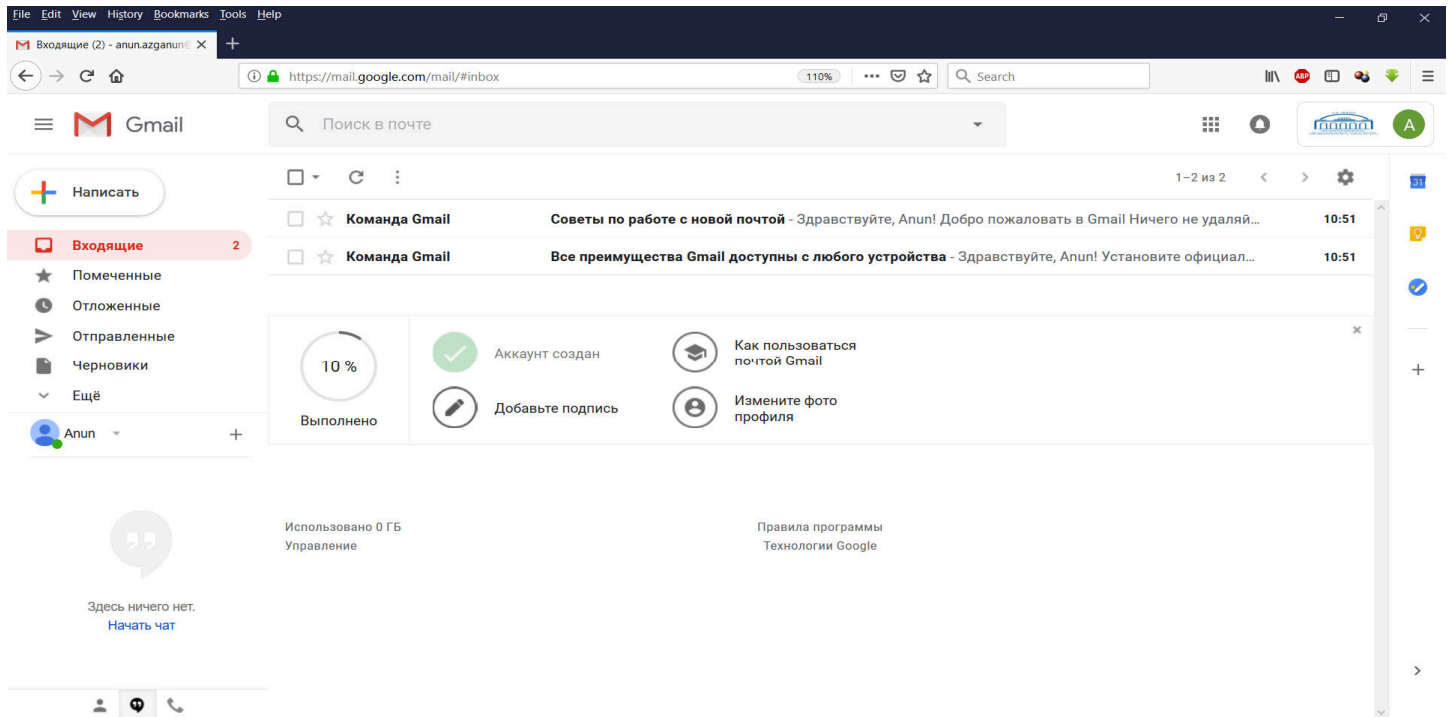 File Edit View History Bookmarks Tools Help
Входящие (2) - anun.azganun@
https://mail.google.com/mail/#inbox 110% Search
ABP
Gmail Поиск в почте A
Написать 1–2 из 2 31
Команда Gmail Советы по работе с новой почтой - Здравствуйте, Anun! Добро пожаловать в Gmail Ничего не удаляй... 10:51
Входящие 2
Команда Gmail Все преимущества Gmail доступны с любого устройства - Здравствуйте, Anun! Установите официал... 10:51
Помеченные
Отложенные
Отправленные
Черновики
Ещё
Anun
10 %
Выполнено
Аккаунт создан
Как пользоваться
почтой Gmail
Добавьте подпись
Измените фото
профиля
Использовано 0 ГБ
Управление
Правила программы
Технологии Google
Здесь ничего нет.
Начать чат